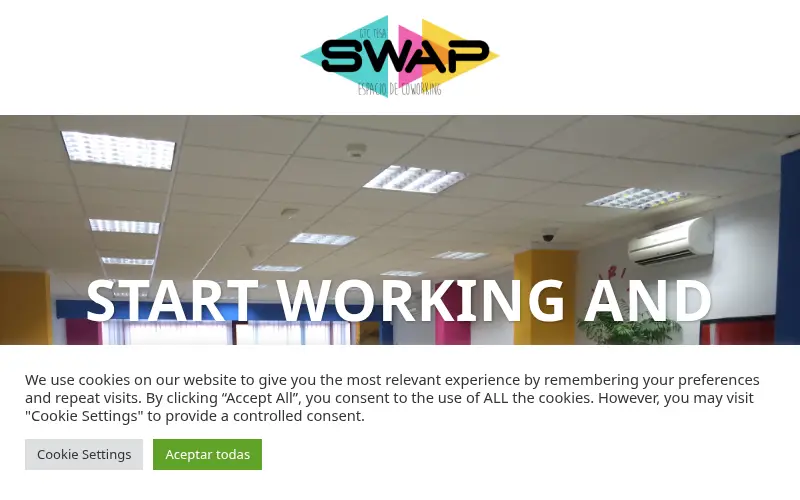 GTC TUSA
SWAP
ESPACIO DE COWORKING
START WORKING AND
We use cookies on our website to give you the most relevant experience by remembering your preferences
and repeat visits. By clicking “Accept All”, you consent to the use of ALL the cookies. However, you may visit
"Cookie Settings" to provide a controlled consent.
Cookie Settings
Aceptar todas